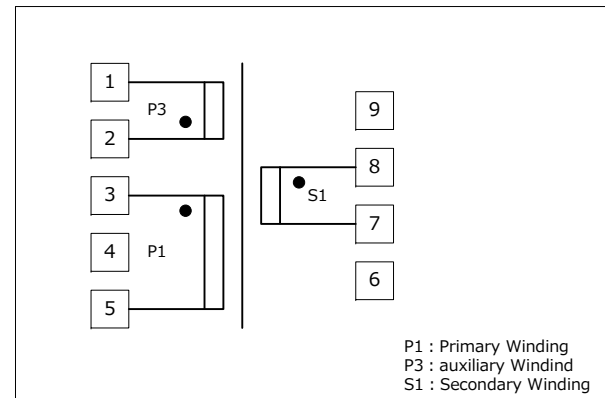 1
P3
2
3
4
P1
5
9
8
S1
7
6
P1 : Primary Winding
P3 : auxiliary Windind
S1 : Secondary Winding